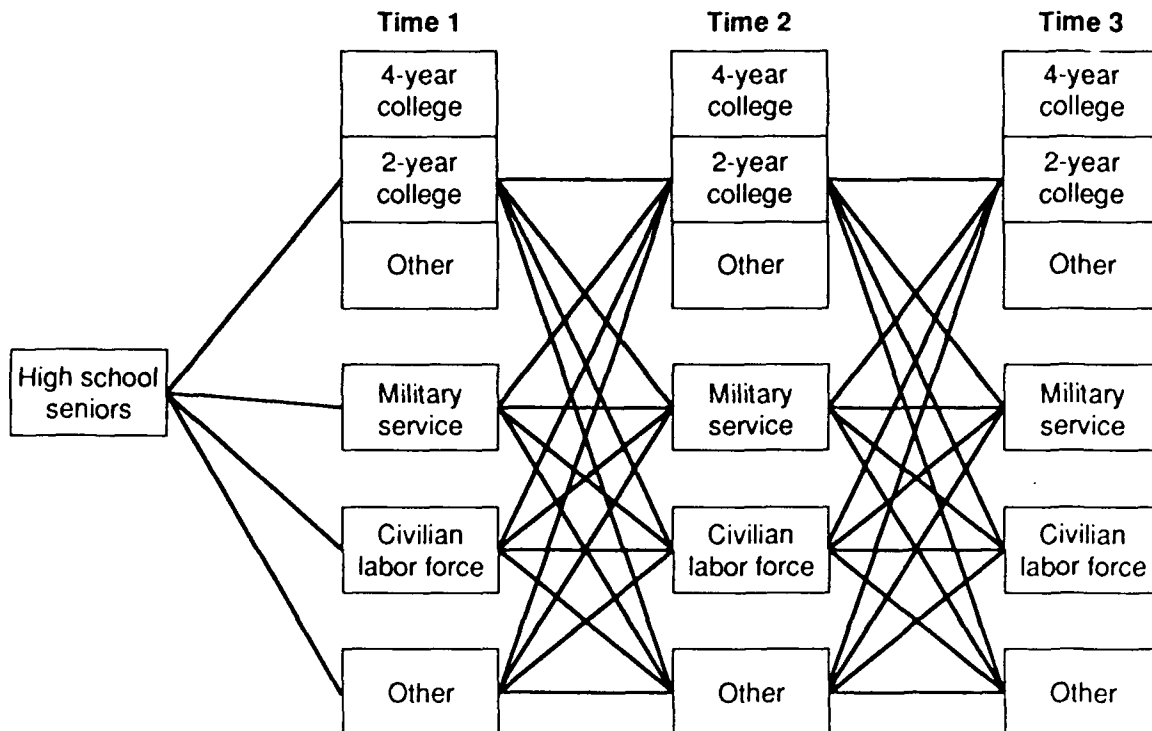 Time 1 Time 2 Time 3
4-year
college
4-year
college
4-year
college
2-year
college
2-year
college
2-year
college
Other Other Other
High school
seniors
Military
service
Military
service
Military
service
Civilian
labor force
Civilian
labor force
Civilian
labor force
Other Other Other